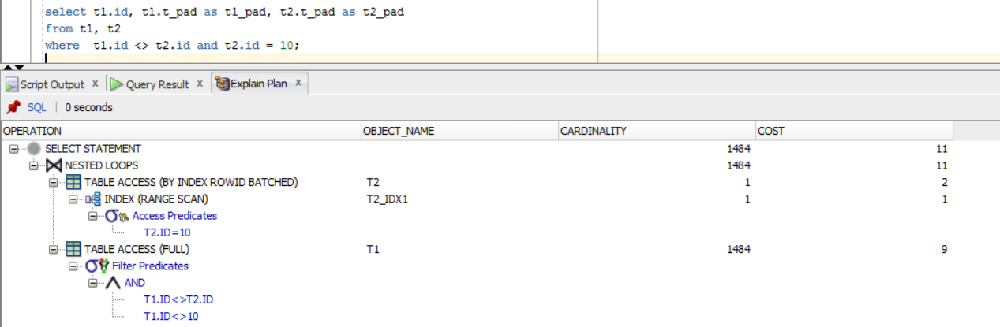 select t1.id, t1.t_pad as t1_pad, t2.t_pad as t2_pad
from t1, t2
where  t1.id <> t2.id and t2.id = 10;
Script Output x Query Result x Explain Plan x
SQL | 0 seconds
OPERATION OBJECT_NAME CARDINALITY COST
SELECT STATEMENT 1484 11
NESTED LOOPS 1484 11
TABLE ACCESS (BY INDEX ROWID BATCHED) T2 1 2
INDEX (RANGE SCAN) T2_IDX1 1 1
Access Predicates
T2.ID=10
TABLE ACCESS (FULL) T1 1484 9
Filter Predicates
AND
T1.ID<>T2.ID
T1.ID<>10